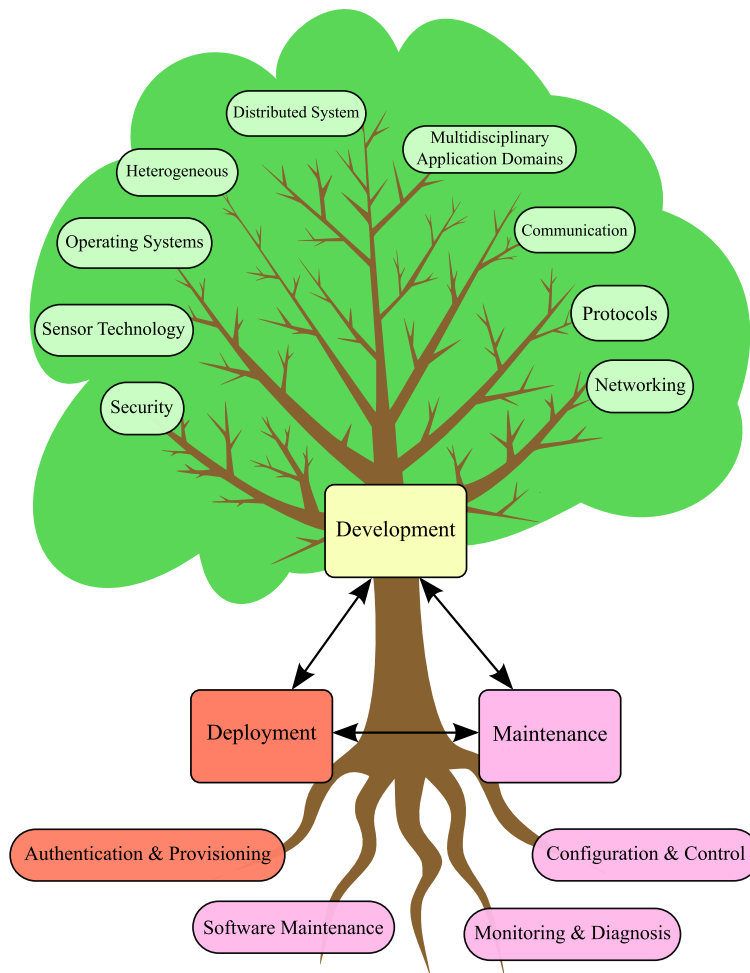 Distributed System
Multidisciplinary
Application Domains
Heterogeneous
Operating Systems
Communication
Sensor Technology
Protocols
Networking
Security
Development
Deployment
Maintenance
Authentication & Provisioning
Configuration & Control
Software Maintenance
Monitoring & Diagnosis